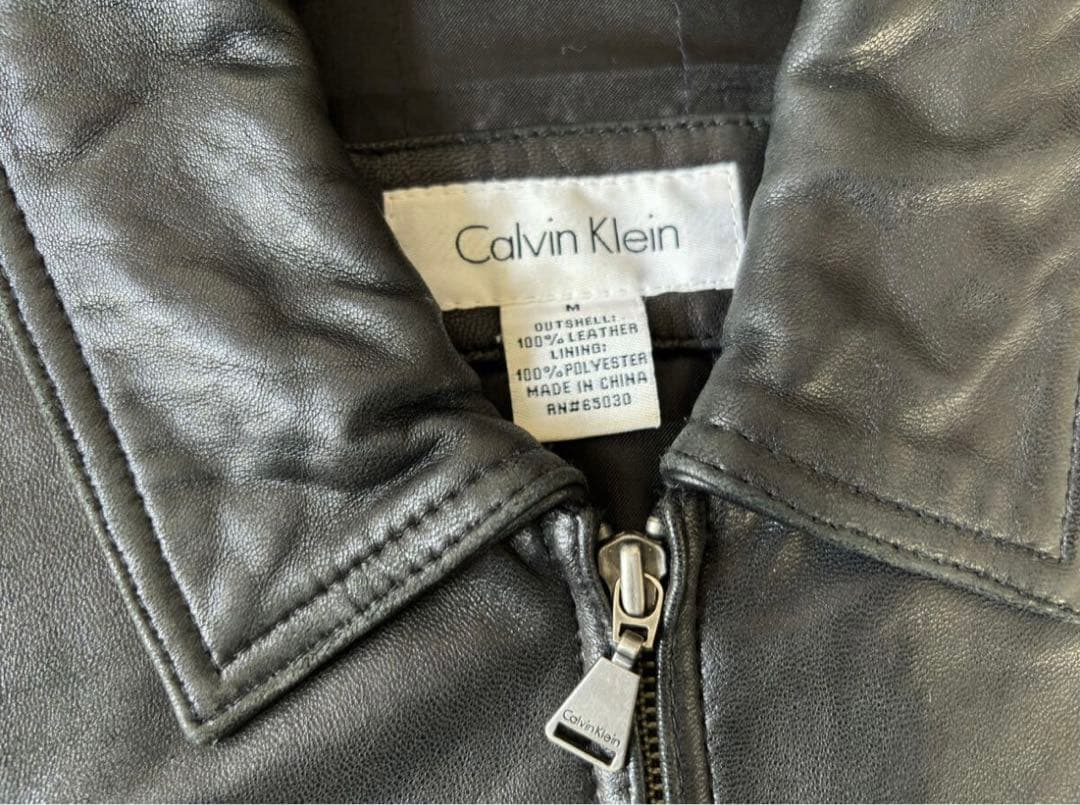 Calvin Klein
M
OUTSHELL:
100% LEATHER
LINING:
100% POLYESTER
MADE IN CHINA
RN#65030
Calvin Klein